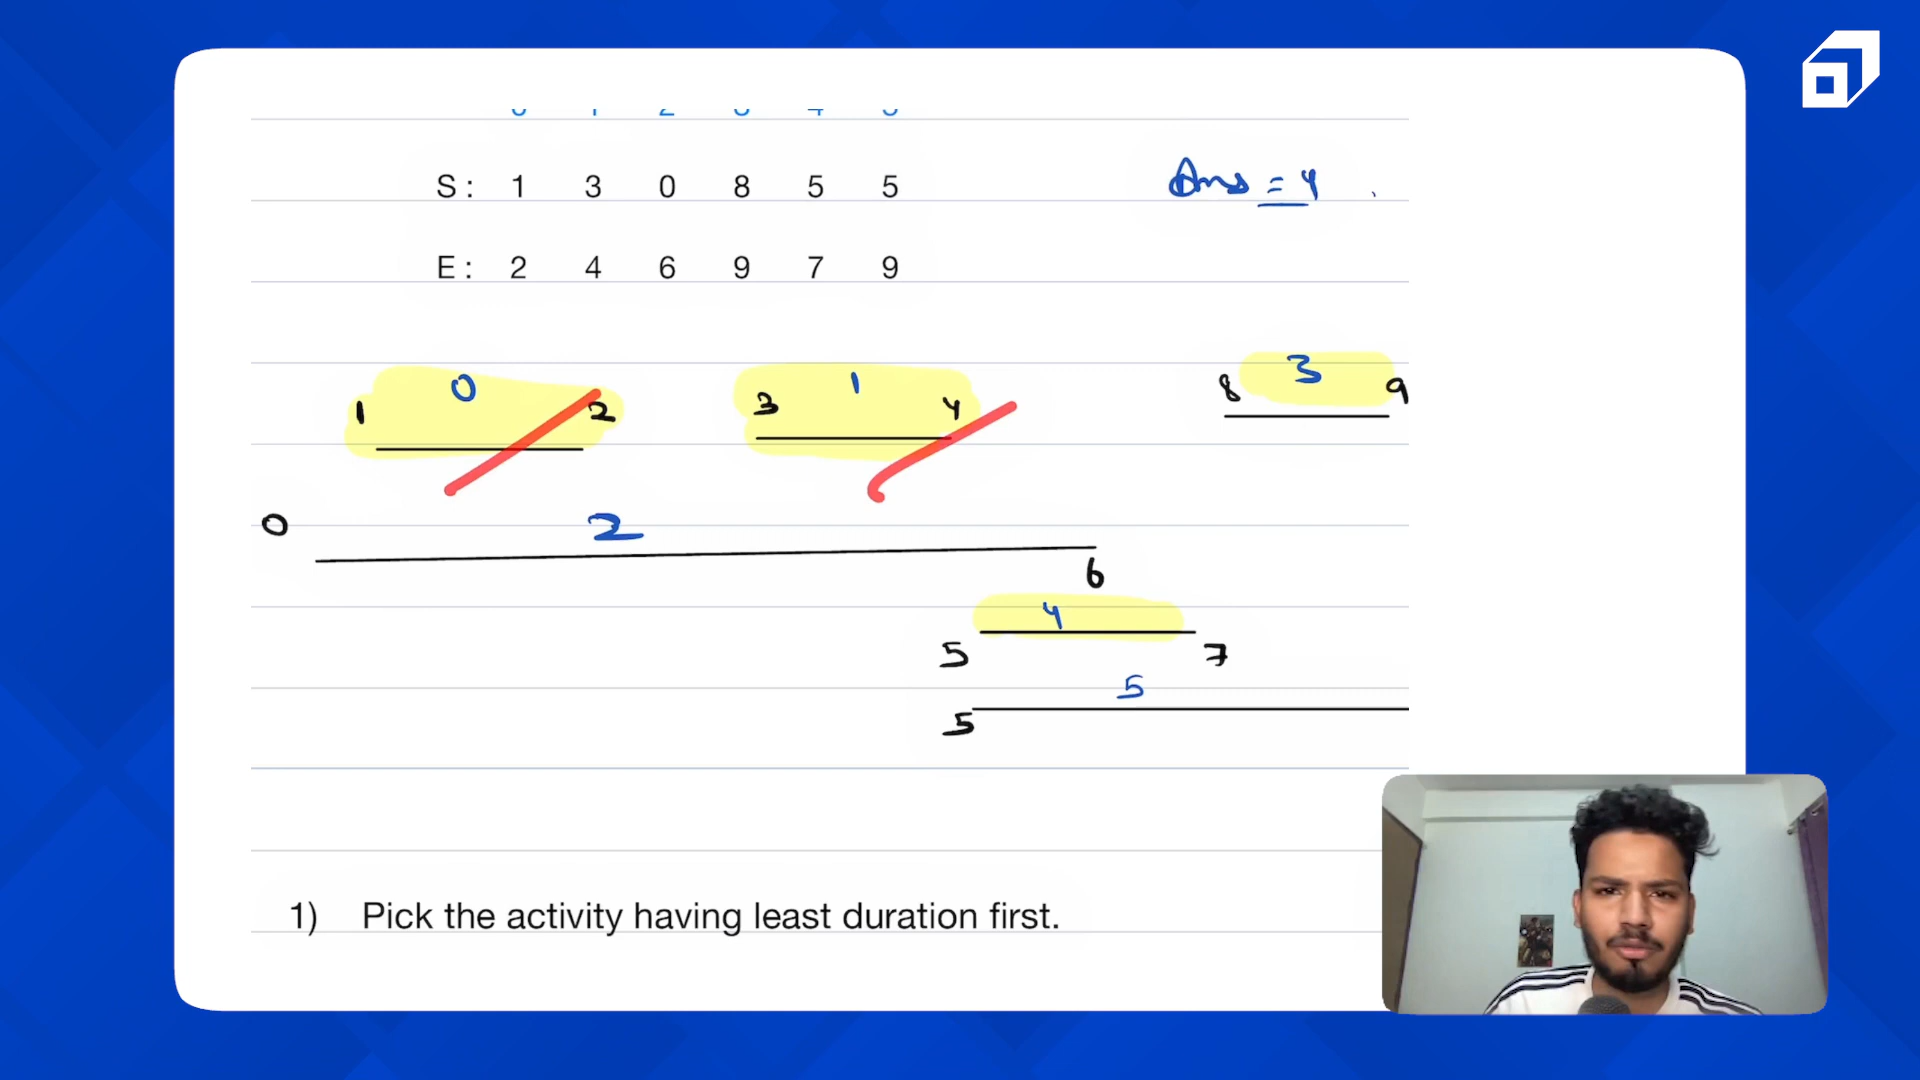 S: 1 3 0 8 5 5
Ans = 4
E: 2 4 6 9 7 9
1 0 2
3 1 4
8 3 9
0 2 6
5 4 7
5 5
1) Pick the activity having least duration first.